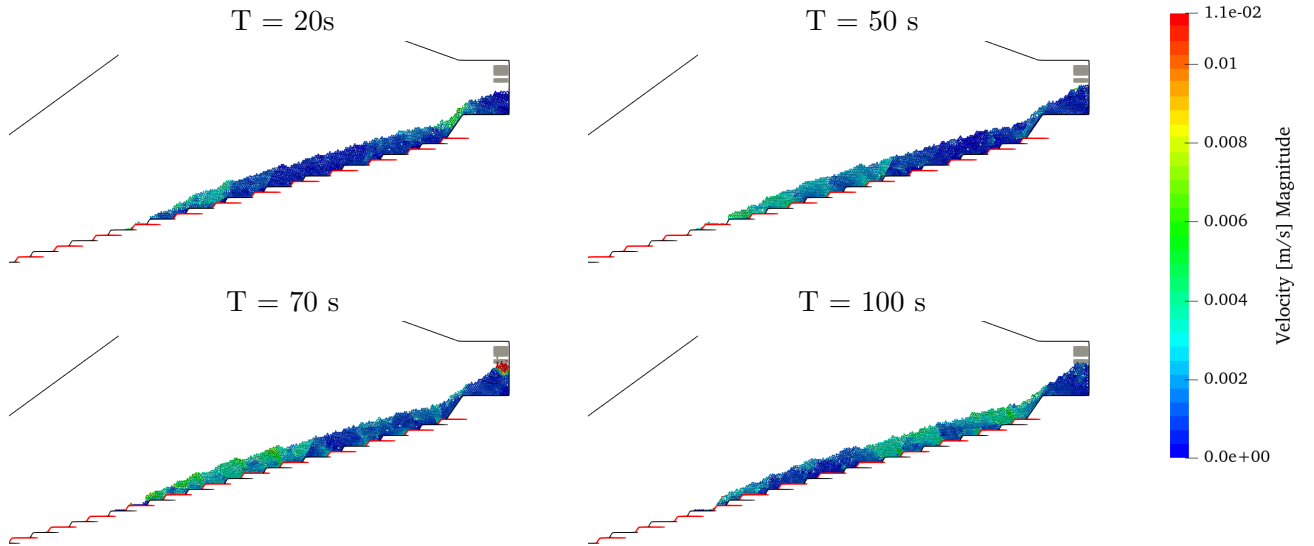 T = 20s
T = 50 s
T = 70 s
T = 100 s
1.1e-02
0.01
0.008
0.006
0.004
0.002
0.0e+00
Velocity [m/s] Magnitude